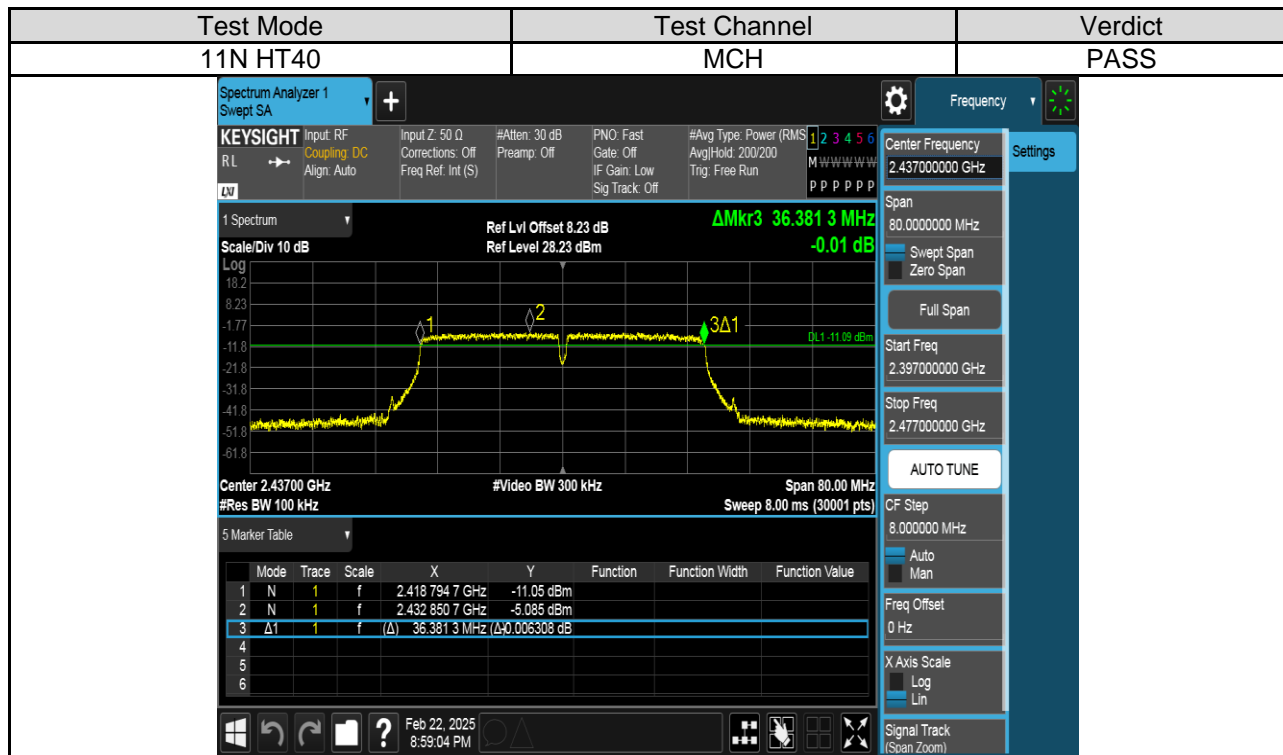 Test Mode Test Channel Verdict
11N HT40 MCH PASS
Spectrum Analyzer 1
Swept SA
+
Frequency
KEYSIGHT Input: RF Input Z: 50 Ω #Atten: 30 dB PNO: Fast #Avg Type: Power (RMS 1 2 3 4 5 6
RL Coupling: DC Corrections: Off Preamp: Off Gate: Off Avg|Hold: 200/200 M W W W W W
Align: Auto Freq Ref: Int (S) IF Gain: Low Trig: Free Run
LXI Sig Track: Off P P P P P P
1 Spectrum
Ref Lvl Offset 8.23 dB ΔMkr3 36.381 3 MHz
Scale/Div 10 dB Ref Level 28.23 dBm -0.01 dB
Log
18.2
8.23
-1.77
-11.8
-21.8
-31.8
-41.8
-51.8
-61.8
1
2
3Δ1
DL1 -11.09 dBm
Center 2.43700 GHz #Video BW 300 kHz Span 80.00 MHz
#Res BW 100 kHz Sweep 8.00 ms (30001 pts)
5 Marker Table
Mode Trace Scale X Y Function Function Width Function Value
1 N 1 f 2.418 794 7 GHz -11.05 dBm
2 N 1 f 2.432 850 7 GHz -5.085 dBm
3 Δ1 1 f (Δ) 36.381 3 MHz (Δ) -0.006308 dB
4
5
6
Center Frequency
2.437000000 GHz
Settings
Span
80.0000000 MHz
Swept Span
Zero Span
Full Span
Start Freq
2.397000000 GHz
Stop Freq
2.477000000 GHz
AUTO TUNE
CF Step
8.000000 MHz
Auto
Man
Freq Offset
0 Hz
X Axis Scale
Log
Lin
Signal Track
(Span Zoom)
?
Feb 22, 2025
8:59:04 PM